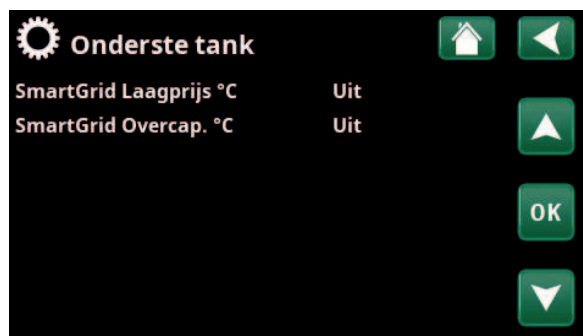 Onderste tank
SmartGrid Laagprijs °C Uit
SmartGrid Overcap. °C Uit
OK